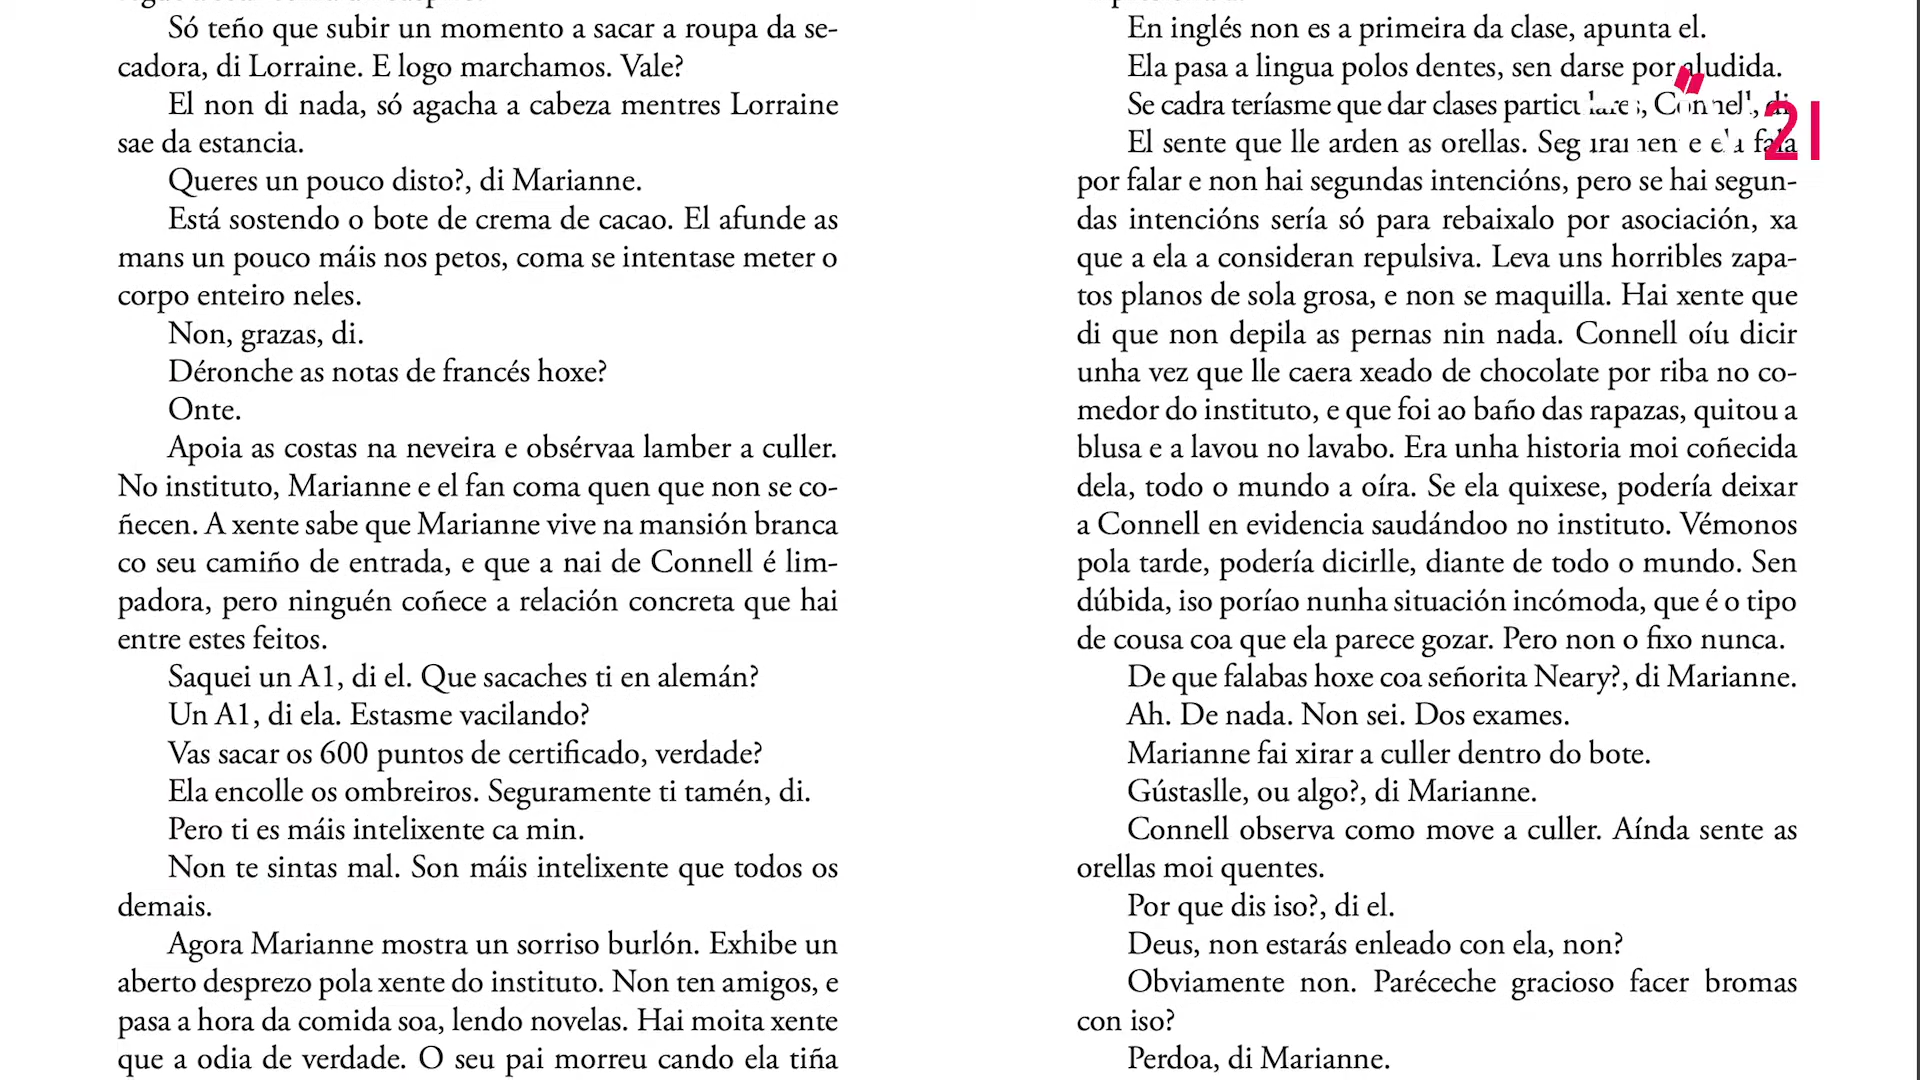 Só teño que subir un momento a sacar a roupa da se-
cadora, di Lorraine. E logo marchamos. Vale?
El non di nada, só agacha a cabeza mentres Lorraine
sae da estancia.
Queres un pouco disto?, di Marianne.
Está sostendo o bote de crema de cacao. El afunde as
mans un pouco máis nos petos, coma se intentase meter o
corpo enteiro neles.
Non, grazas, di.
Déronche as notas de francés hoxe?
Onte.
Apoia as costas na neveira e obsérvaa lamber a culler.
No instituto, Marianne e el fan coma quen que non se co-
ñecen. A xente sabe que Marianne vive na mansión branca
co seu camiño de entrada, e que a nai de Connell é lim-
padora, pero ninguén coñece a relación concreta que hai
entre estes feitos.
Saquei un A1, di el. Que sacaches ti en alemán?
Un A1, di ela. Estasme vacilando?
Vas sacar os 600 puntos de certificado, verdade?
Ela encolle os ombreiros. Seguramente ti tamén, di.
Pero ti es máis intelixente ca min.
Non te sintas mal. Son máis intelixente que todos os
demais.
Agora Marianne mostra un sorriso burlón. Exhibe un
aberto desprezo pola xente do instituto. Non ten amigos, e
pasa a hora da comida soa, lendo novelas. Hai moita xente
que a odia de verdade. O seu pai morreu cando ela tiña
En inglés non es a primeira da clase, apunta el.
Ela pasa a lingua polos dentes, sen darse por aludida.
Se cadra teríasme que dar clases particulares, Connell, di
El sente que lle arden as orellas. Seguramente ela fala
por falar e non hai segundas intencións, pero se hai segun-
das intencións sería só para rebaixalo por asociación, xa
que a ela a consideran repulsiva. Leva uns horribles zapa-
tos planos de sola grosa, e non se maquilla. Hai xente que
di que non depila as pernas nin nada. Connell oíu dicir
unha vez que lle caera xeado de chocolate por riba no co-
medor do instituto, e que foi ao baño das rapazas, quitou a
blusa e a lavou no lavabo. Era unha historia moi coñecida
dela, todo o mundo a oíra. Se ela quixese, podería deixar
a Connell en evidencia saudándoo no instituto. Vémonos
pola tarde, podería dicirlle, diante de todo o mundo. Sen
dúbida, iso poríao nunha situación incómoda, que é o tipo
de cousa coa que ela parece gozar. Pero non o fixo nunca.
De que falabas hoxe coa señorita Neary?, di Marianne.
Ah. De nada. Non sei. Dos exames.
Marianne fai xirar a culler dentro do bote.
Gústaslle, ou algo?, di Marianne.
Connell observa como move a culler. Aínda sente as
orellas moi quentes.
Por que dis iso?, di el.
Deus, non estarás enleado con ela, non?
Obviamente non. Paréceche gracioso facer bromas
con iso?
Perdoa, di Marianne.
21